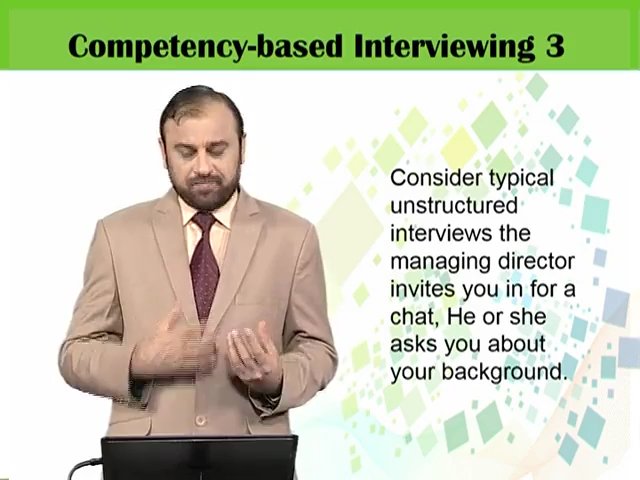 Competency-based Interviewing 3
Consider typical
unstructured
interviews the
managing director
invites you in for a
chat, He or she
asks you about
your background.